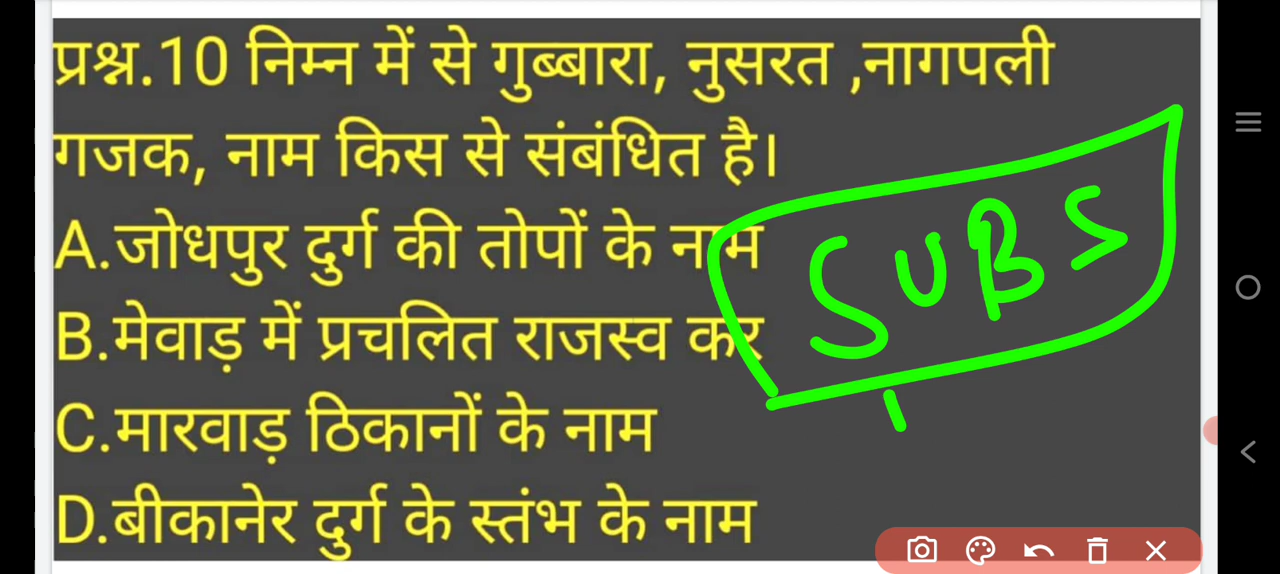 प्रश्न.10 निम्न में से गुब्बारा, नुसरत ,नागपली
गजक, नाम किस से संबंधित है।
A.जोधपुर दुर्ग की तोपों के नाम
B.मेवाड़ में प्रचलित राजस्व कर
C.मारवाड़ ठिकानों के नाम
D.बीकानेर दुर्ग के स्तंभ के नाम
SUBS